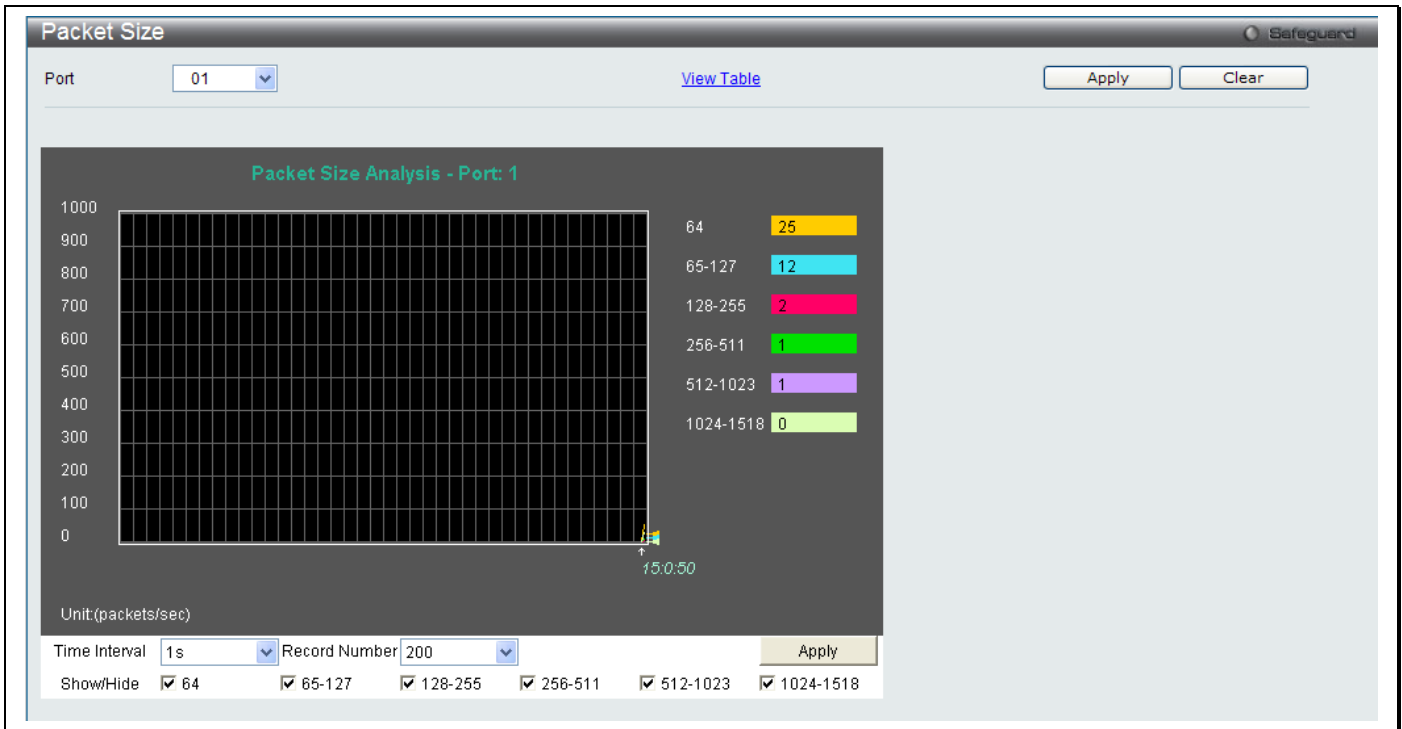 Packet Size
Safeguard
Port 01 View Table Apply Clear
Packet Size Analysis - Port: 1
1000
900
800
700
600
500
400
300
200
100
0
64 25
65-127 12
128-255 2
256-511 1
512-1023 1
1024-1518 0
15:0:50
Unit:(packets/sec)
Time Interval 1s Record Number 200 Apply
Show/Hide 64 65-127 128-255 256-511 512-1023 1024-1518